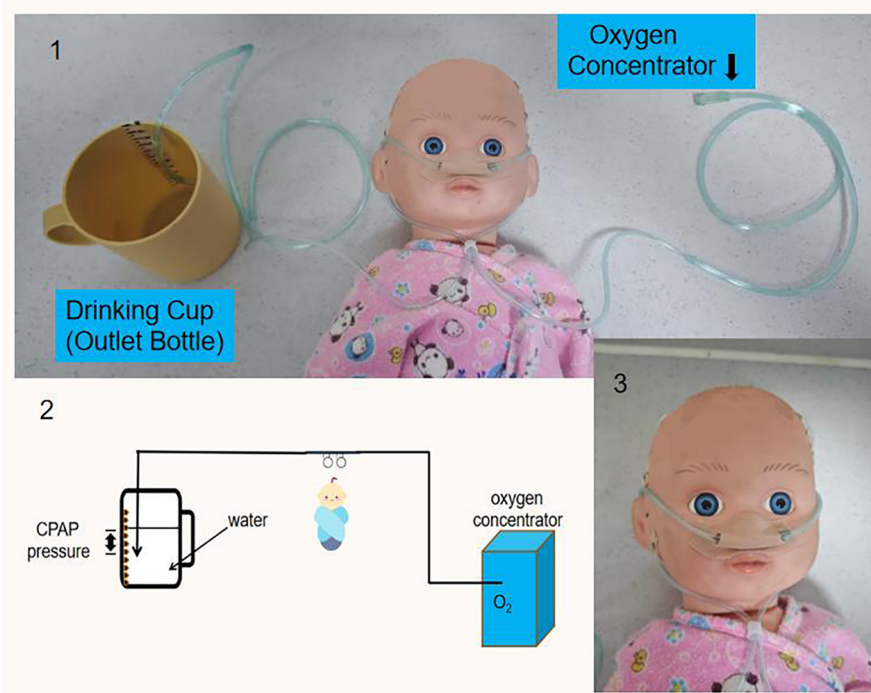 1
Oxygen
Concentrator
Drinking Cup
(Outlet Bottle)
2
CPAP
pressure
water
oxygen
concentrator
O₂
3